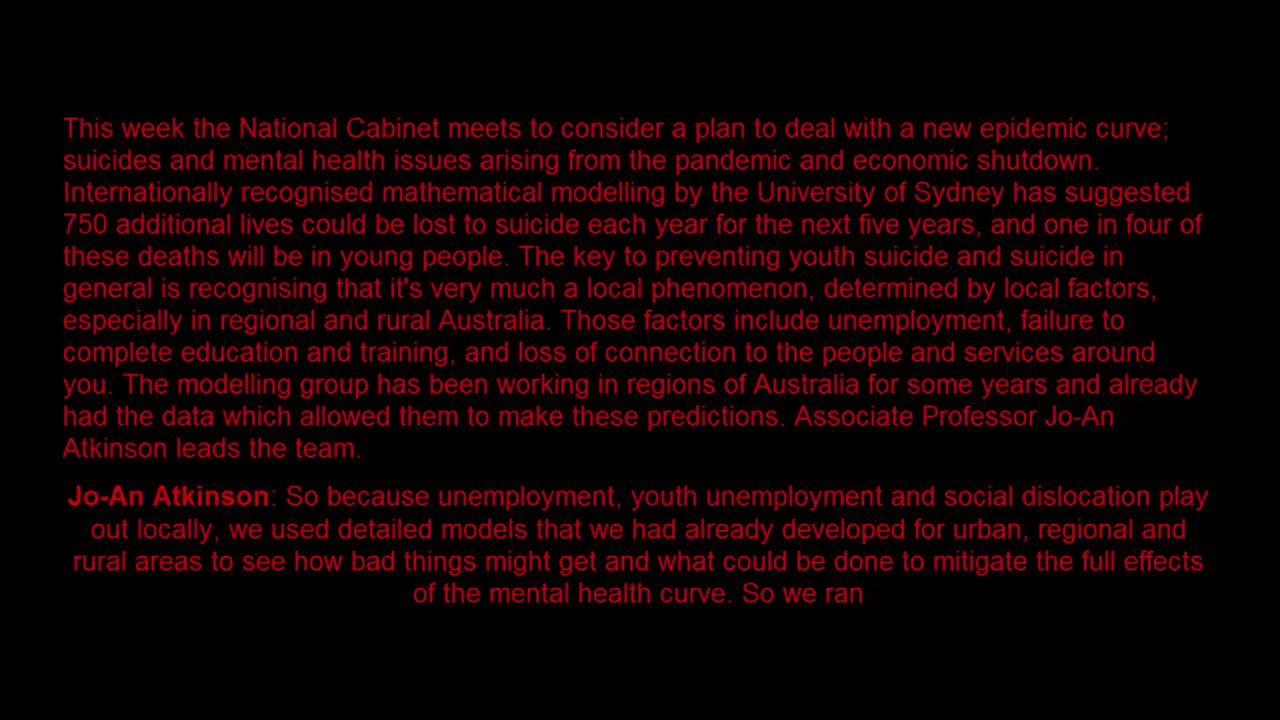 This week the National Cabinet meets to consider a plan to deal with a new epidemic curve;
suicides and mental health issues arising from the pandemic and economic shutdown.
Internationally recognised mathematical modelling by the University of Sydney has suggested
750 additional lives could be lost to suicide each year for the next five years, and one in four of
these deaths will be in young people. The key to preventing youth suicide and suicide in
general is recognising that it's very much a local phenomenon, determined by local factors,
especially in regional and rural Australia. Those factors include unemployment, failure to
complete education and training, and loss of connection to the people and services around
you. The modelling group has been working in regions of Australia for some years and already
had the data which allowed them to make these predictions. Associate Professor Jo-An
Atkinson leads the team.
Jo-An Atkinson: So because unemployment, youth unemployment and social dislocation play
out locally, we used detailed models that we had already developed for urban, regional and
rural areas to see how bad things might get and what could be done to mitigate the full effects
of the mental health curve. So we ran